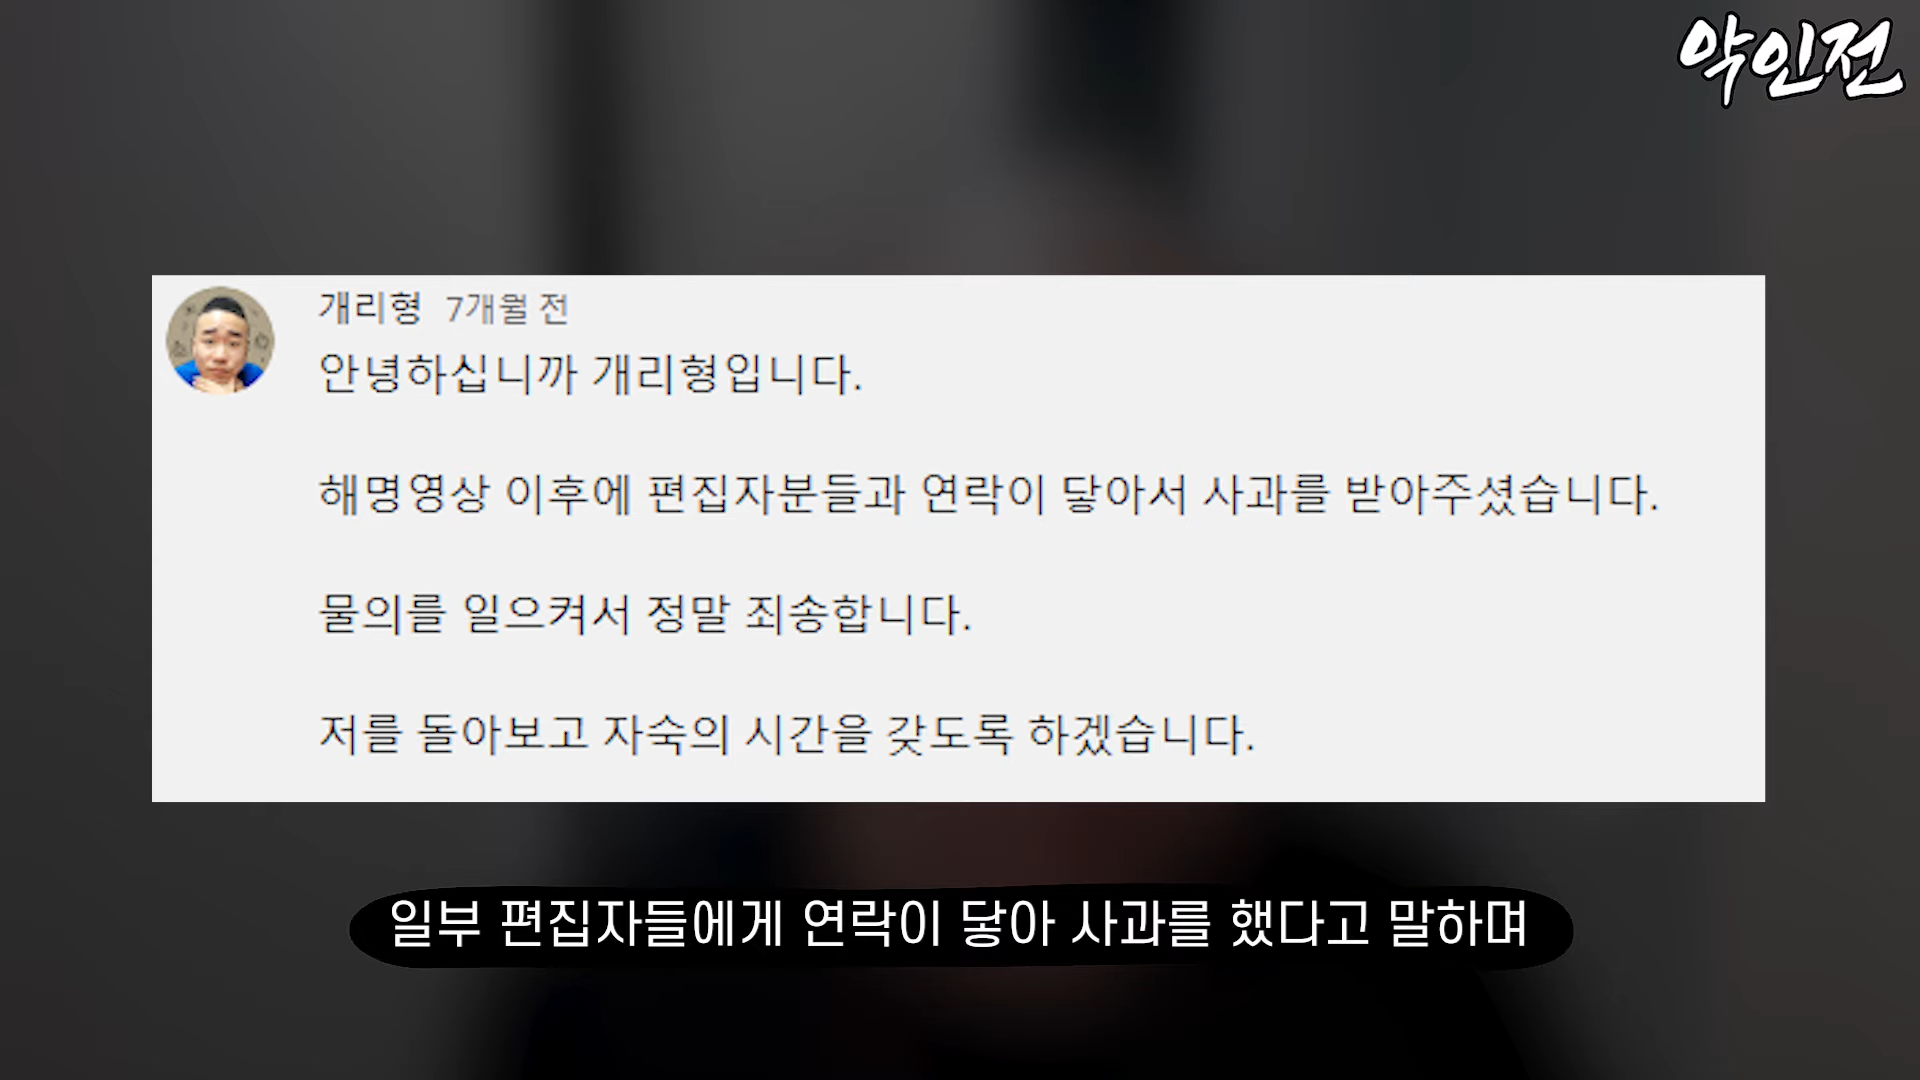 약인전
개리형 7개월 전
안녕하십니까 개리형입니다.
해명영상 이후에 편집자분들과 연락이 닿아서 사과를 받아주셨습니다.
물의를 일으켜서 정말 죄송합니다.
저를 돌아보고 자숙의 시간을 갖도록 하겠습니다.
일부 편집자들에게 연락이 닿아 사과를 했다고 말하며